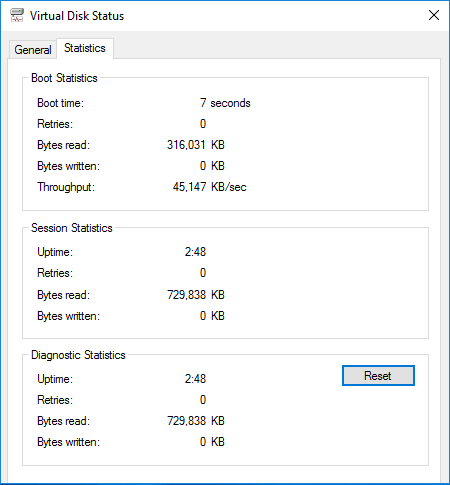 Virtual Disk Status
General Statistics
Boot Statistics
Boot time: 7 seconds
Retries: 0
Bytes read: 316,031 KB
Bytes written: 0 KB
Throughput: 45,147 KB/sec
Session Statistics
Uptime: 2:48
Retries: 0
Bytes read: 729,838 KB
Bytes written: 0 KB
Diagnostic Statistics
Uptime: 2:48 Reset
Retries: 0
Bytes read: 729,838 KB
Bytes written: 0 KB